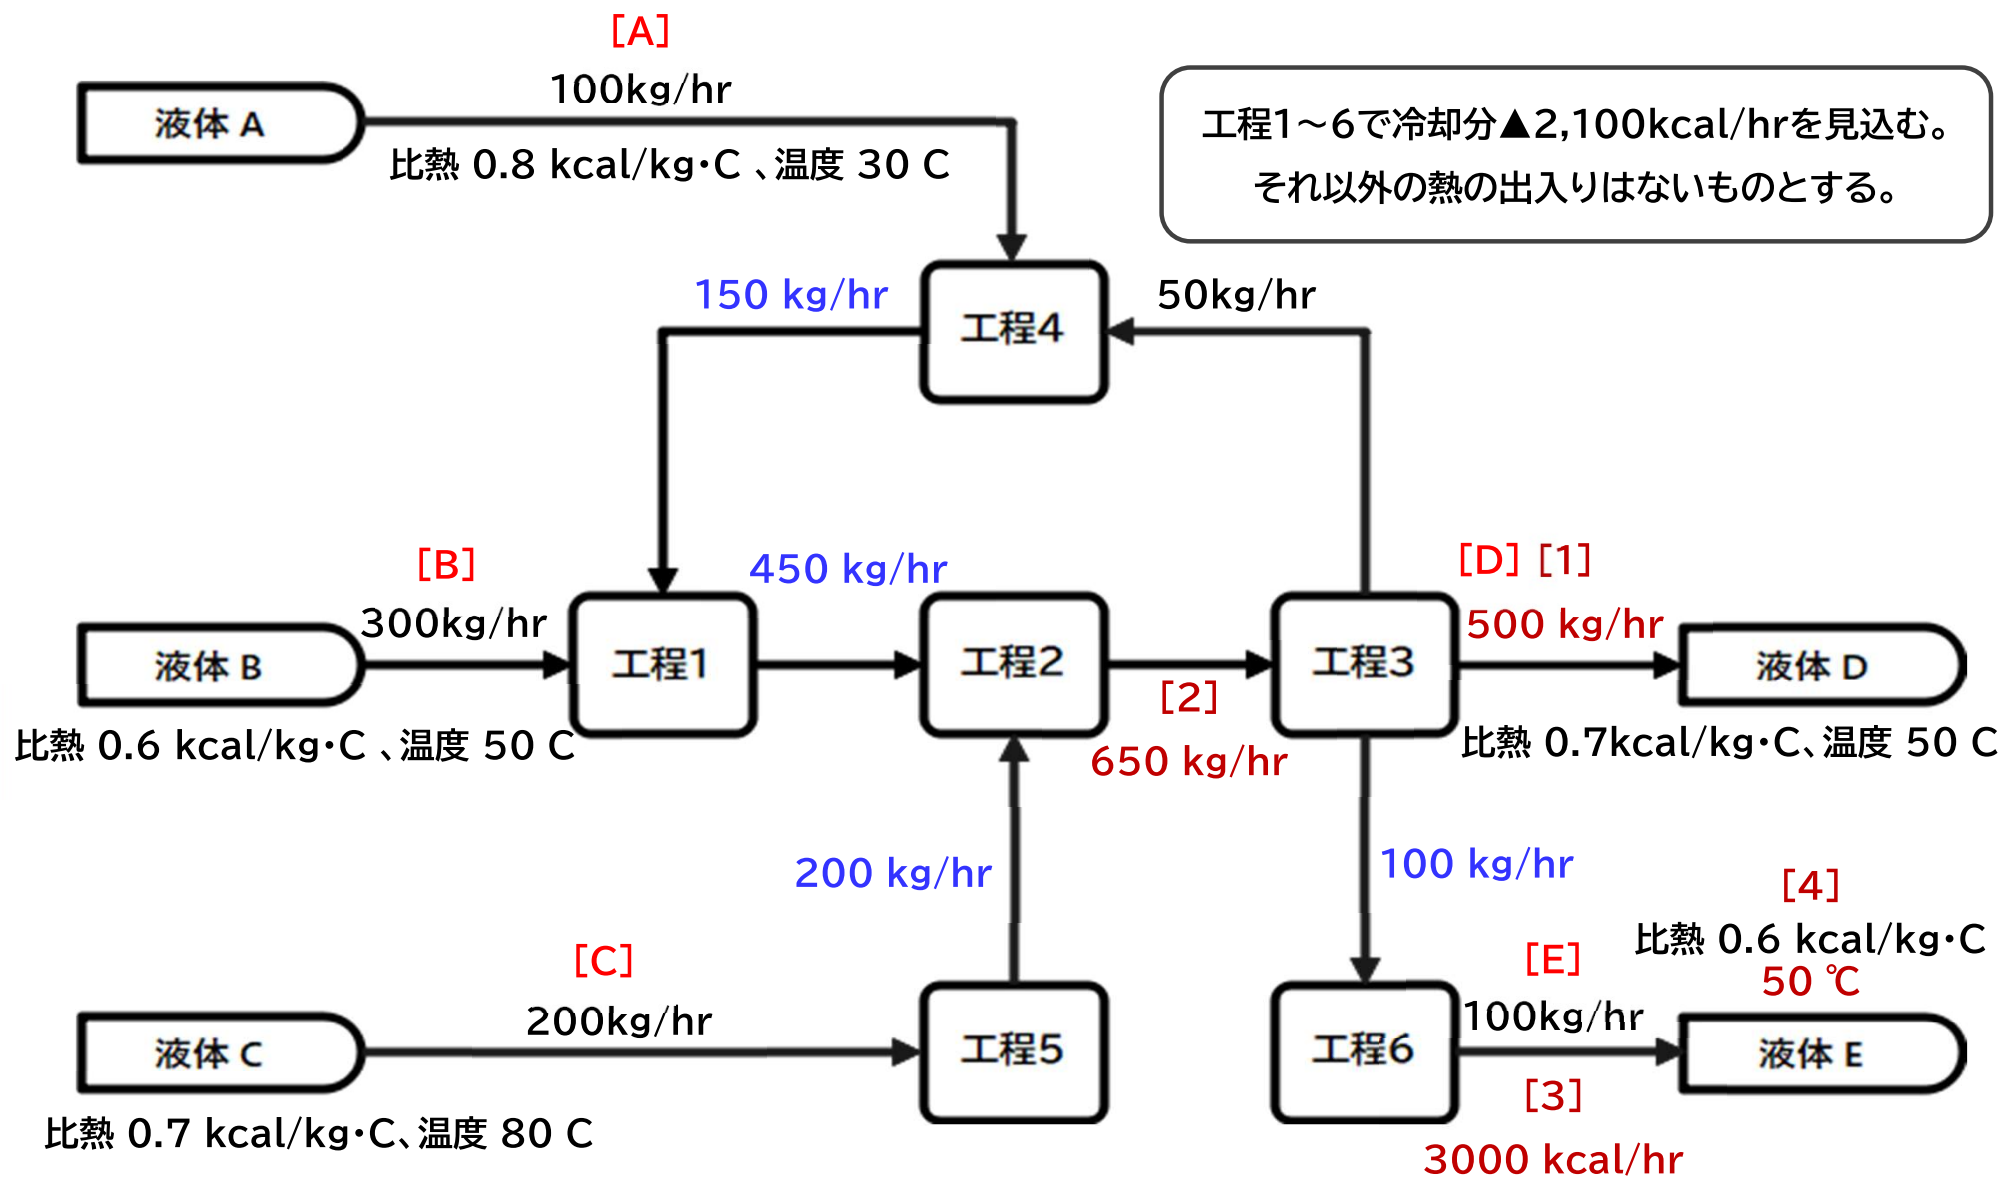 [A]
100kg/hr
液体 A
比熱 0.8 kcal/kg・C 、温度 30 C
工程1～6で冷却分▲2,100kcal/hrを見込む。
それ以外の熱の出入りはないものとする。
150 kg/hr
工程4
50kg/hr
[B]
300kg/hr
液体 B
比熱 0.6 kcal/kg・C 、温度 50 C
工程1
450 kg/hr
工程2
[2]
650 kg/hr
工程3
[D] [1]
500 kg/hr
液体 D
比熱 0.7kcal/kg・C、温度 50 C
200 kg/hr
100 kg/hr
[C]
200kg/hr
液体 C
比熱 0.7 kcal/kg・C、温度 80 C
工程5
工程6
[E]
100kg/hr
[3]
3000 kcal/hr
[4]
比熱 0.6 kcal/kg・C
50 ℃
液体 E